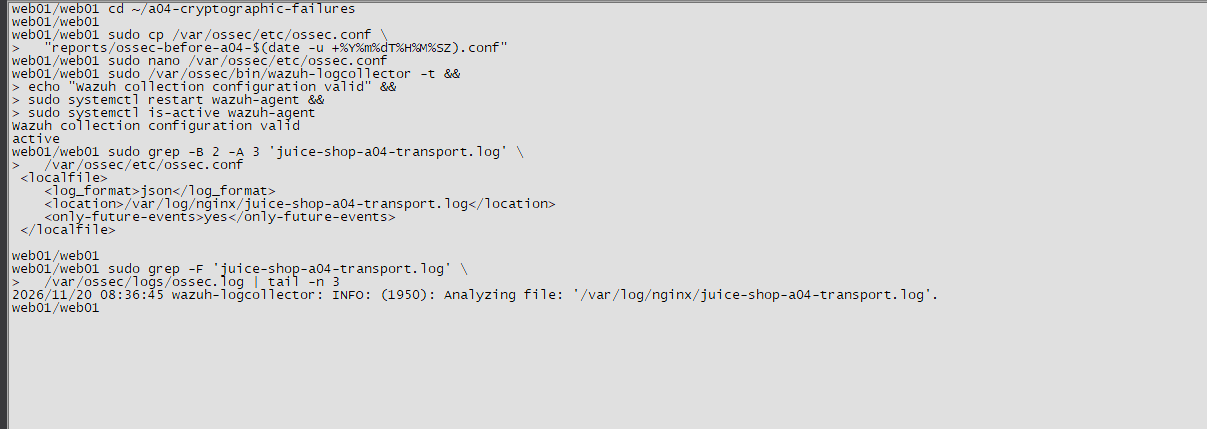 web01/web01 cd ~/a04-cryptographic-failures
web01/web01
web01/web01 sudo cp /var/ossec/etc/ossec.conf \
>   "reports/ossec-before-a04-$(date -u +%Y%m%dT%H%M%SZ).conf"
web01/web01 sudo nano /var/ossec/etc/ossec.conf
web01/web01 sudo /var/ossec/bin/wazuh-logcollector -t &&
> echo "Wazuh collection configuration valid" &&
> sudo systemctl restart wazuh-agent &&
> sudo systemctl is-active wazuh-agent
Wazuh collection configuration valid
active
web01/web01 sudo grep -B 2 -A 3 'juice-shop-a04-transport.log' \
>   /var/ossec/etc/ossec.conf
 <localfile>
    <log_format>json</log_format>
    <location>/var/log/nginx/juice-shop-a04-transport.log</location>
    <only-future-events>yes</only-future-events>
 </localfile>

web01/web01
web01/web01 sudo grep -F 'juice-shop-a04-transport.log' \
>   /var/ossec/logs/ossec.log | tail -n 3
2026/11/20 08:36:45 wazuh-logcollector: INFO: (1950): Analyzing file: '/var/log/nginx/juice-shop-a04-transport.log'.
web01/web01